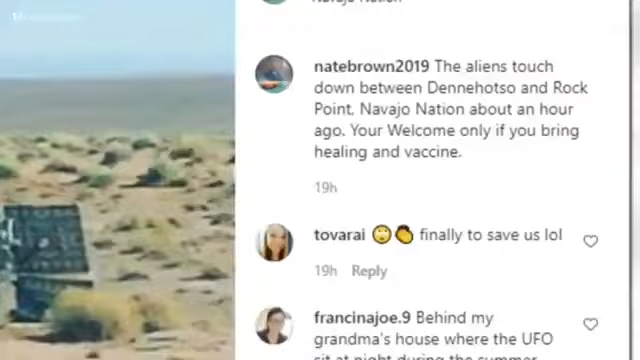 Navajo Nation
natebrown2019 The aliens touch
down between Dennehotso and Rock
Point, Navajo Nation about an hour
ago. Your Welcome only if you bring
healing and vaccine.
19h
tovarai 🙄👏 finally to save us lol
19h Reply
francinajoe.9 Behind my
grandma's house where the UFO
sit at night during the summer